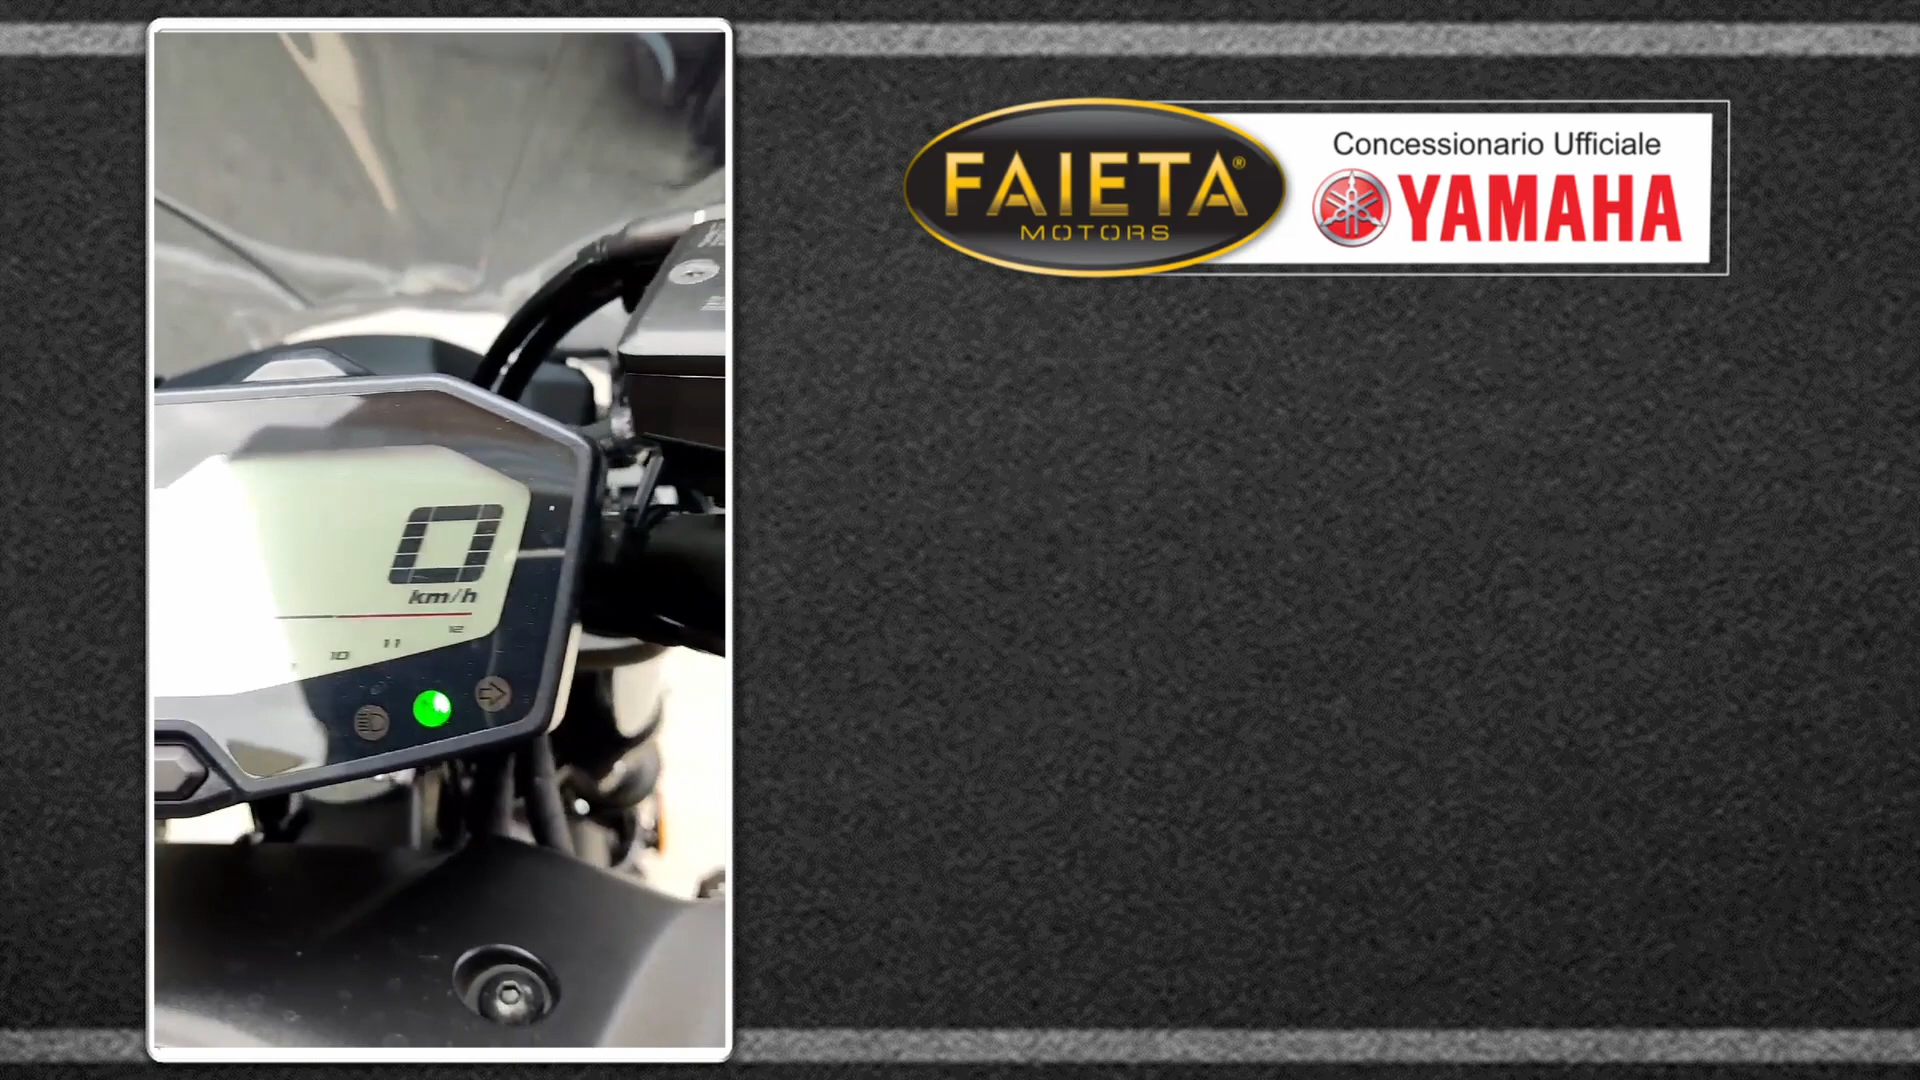 FAIETA®
MOTORS
Concessionario Ufficiale
YAMAHA
0
km/h
10 11 12